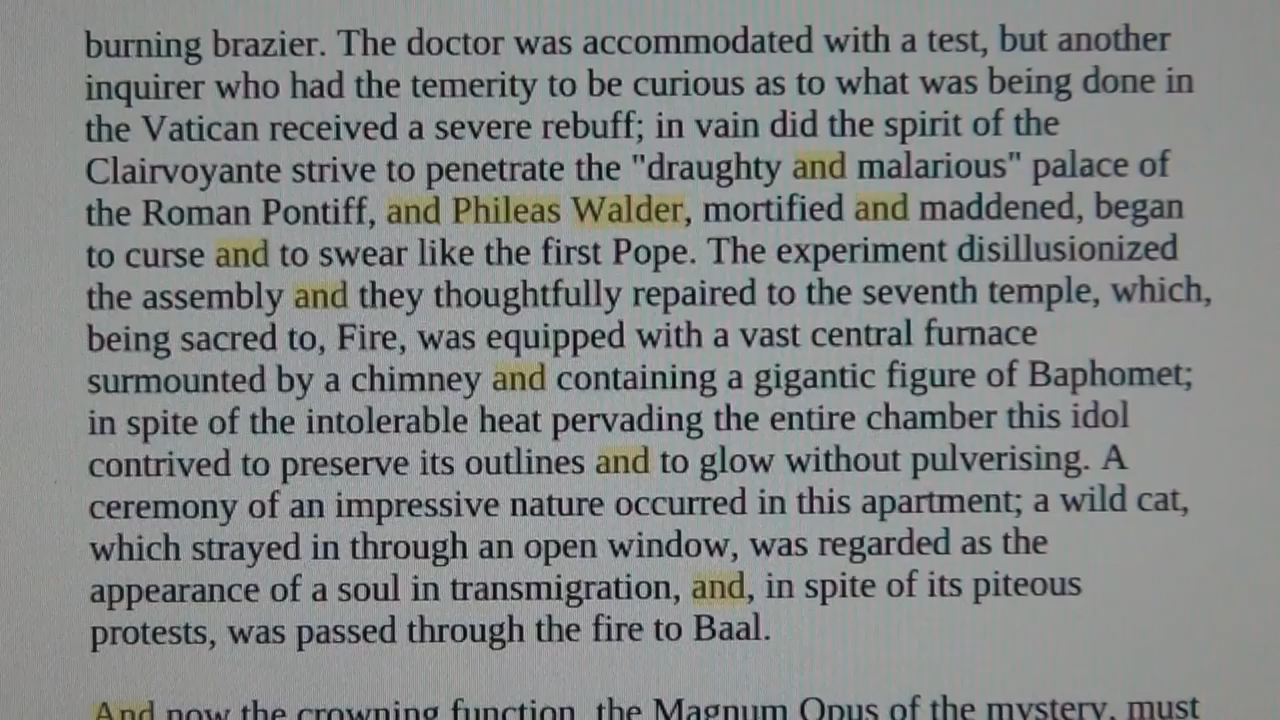 burning brazier. The doctor was accommodated with a test, but another
inquirer who had the temerity to be curious as to what was being done in
the Vatican received a severe rebuff; in vain did the spirit of the
Clairvoyante strive to penetrate the "draughty and malarious" palace of
the Roman Pontiff, and Phileas Walder, mortified and maddened, began
to curse and to swear like the first Pope. The experiment disillusionized
the assembly and they thoughtfully repaired to the seventh temple, which,
being sacred to, Fire, was equipped with a vast central furnace
surmounted by a chimney and containing a gigantic figure of Baphomet;
in spite of the intolerable heat pervading the entire chamber this idol
contrived to preserve its outlines and to glow without pulverising. A
ceremony of an impressive nature occurred in this apartment; a wild cat,
which strayed in through an open window, was regarded as the
appearance of a soul in transmigration, and, in spite of its piteous
protests, was passed through the fire to Baal.
And now the crowning function, the Magnum Opus of the mystery, must